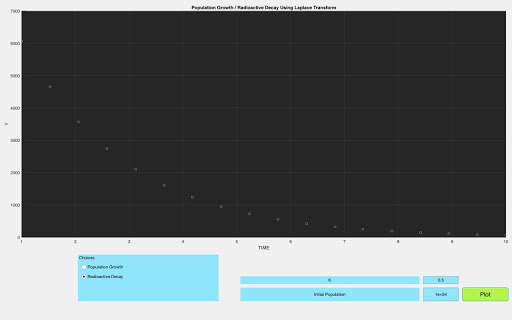 Population Growth / Radioactive Decay Using Laplace Transform
7000
6000
5000
4000
3000
2000
1000
0
Y
1 2 3 4 5 6 7 8 9 10
TIME
Choices
Population Growth
Radioactive Decay
K 0.5
Initial Population 1e+04
Plot